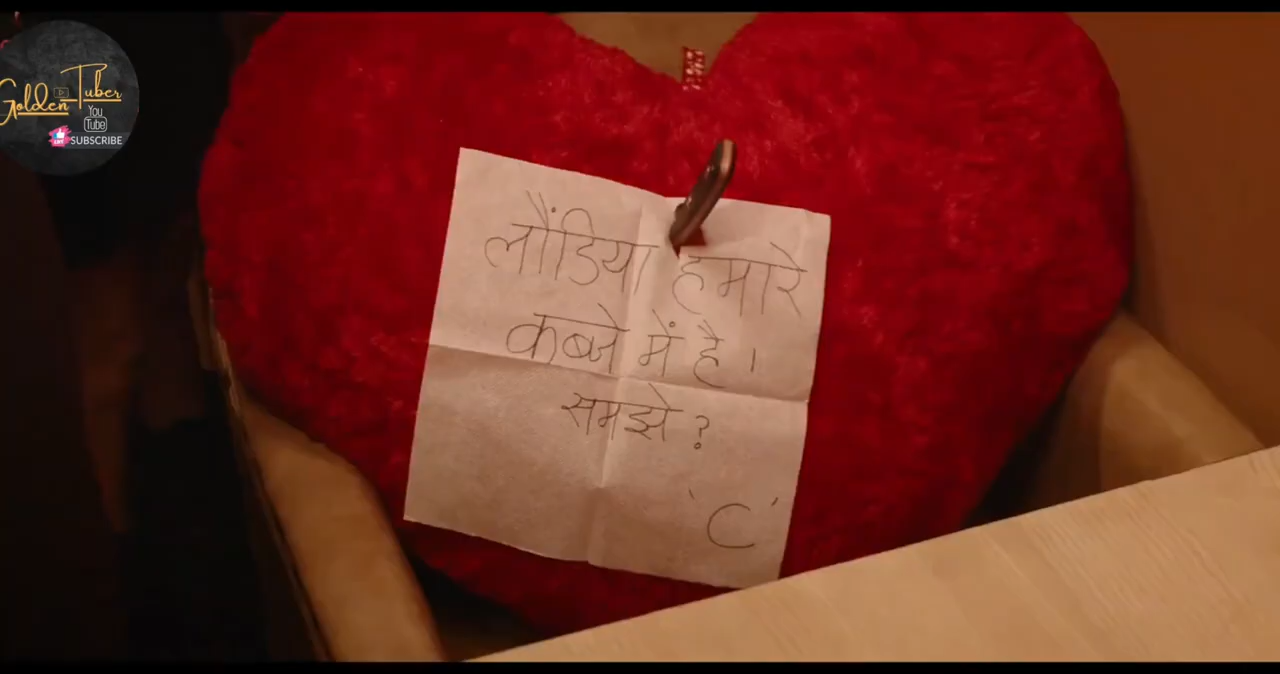 Golden Tuber
You
Tube
SUBSCRIBE
लौंडिया हमारे
कब्जे में है।
समझे?
'C'